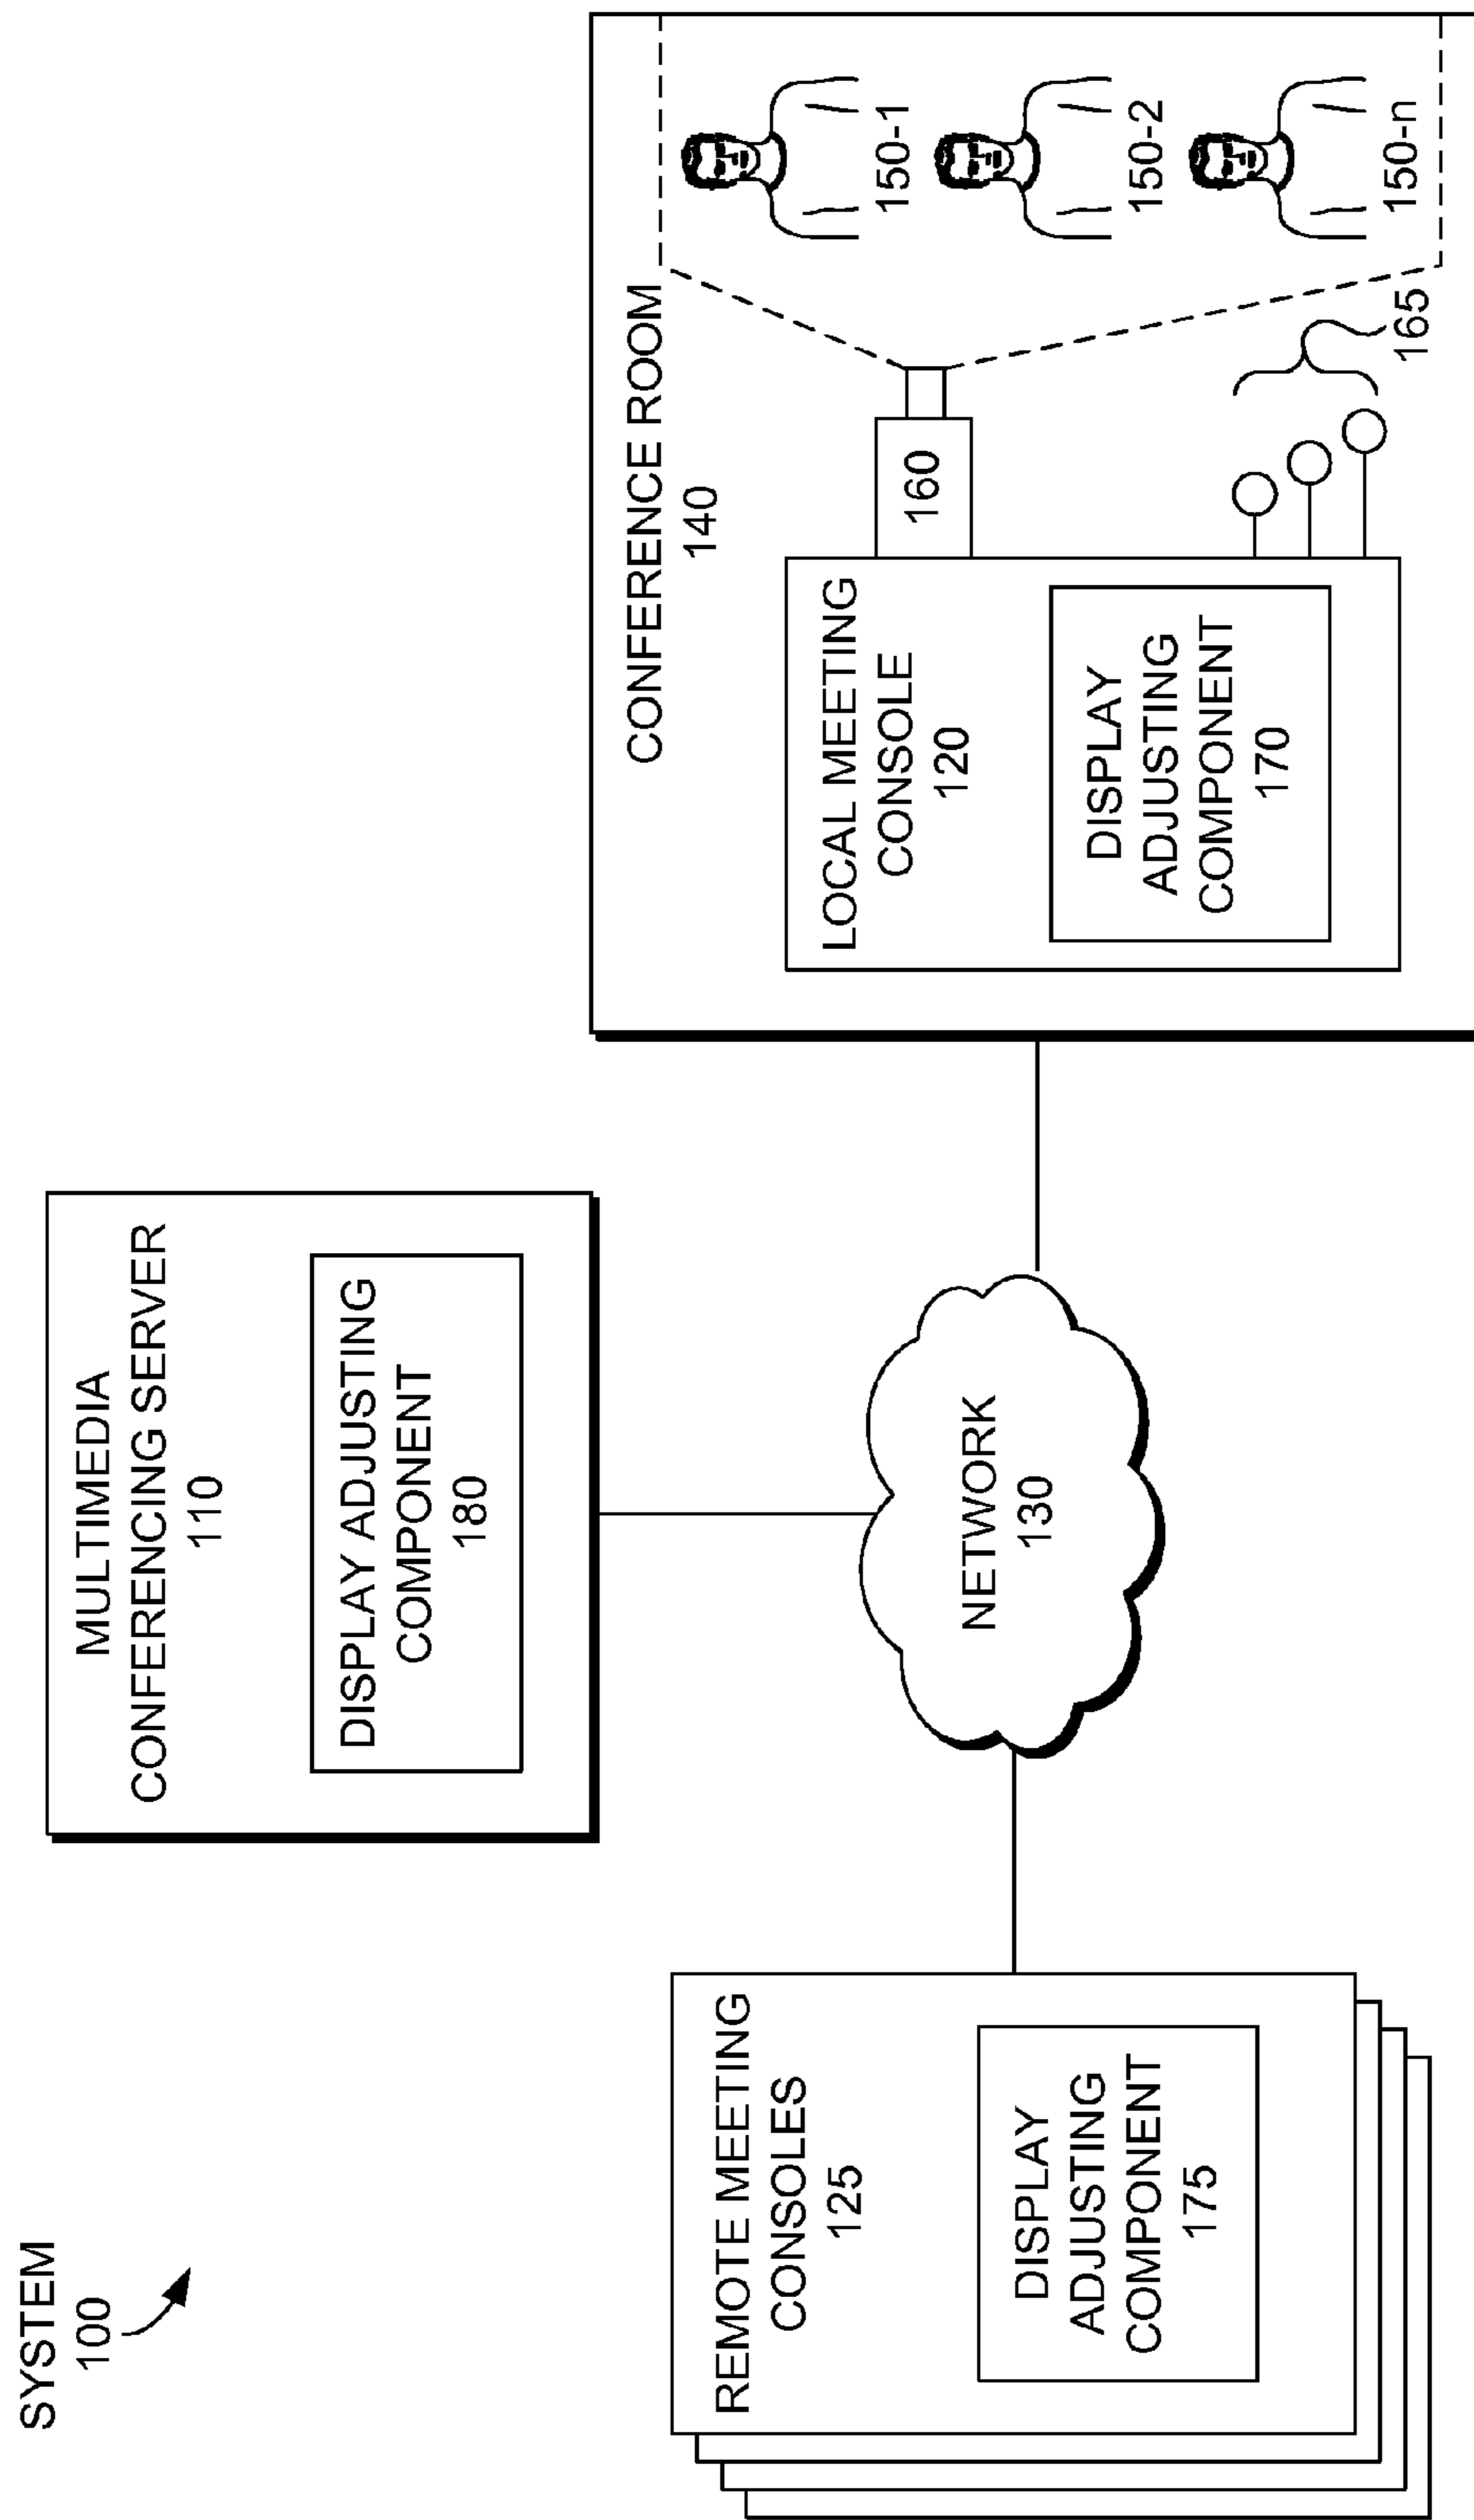 SYSTEM
100
MULTIMEDIA
CONFERENCING SERVER
110
DISPLAY ADJUSTING
COMPONENT
180
REMOTE MEETING
CONSOLES
125
DISPLAY
ADJUSTING
COMPONENT
175
NETWORK
130
CONFERENCE ROOM
140
LOCAL MEETING
CONSOLE
120
DISPLAY
ADJUSTING
COMPONENT
170
160
165
150-1
150-2
150-n